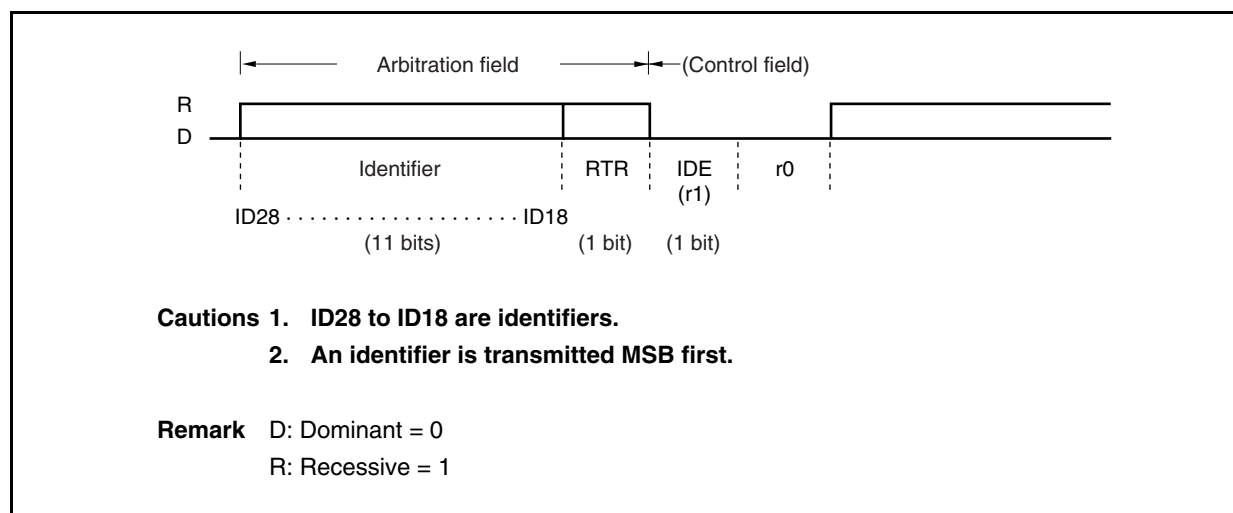 Arbitration field (Control field)
R
D
Identifier RTR IDE r0
(r1)
ID28 · · · · · · · · · · · · · · · · · · · · ID18
(11 bits) (1 bit) (1 bit)
Cautions 1. ID28 to ID18 are identifiers.
2. An identifier is transmitted MSB first.
Remark D: Dominant = 0
R: Recessive = 1